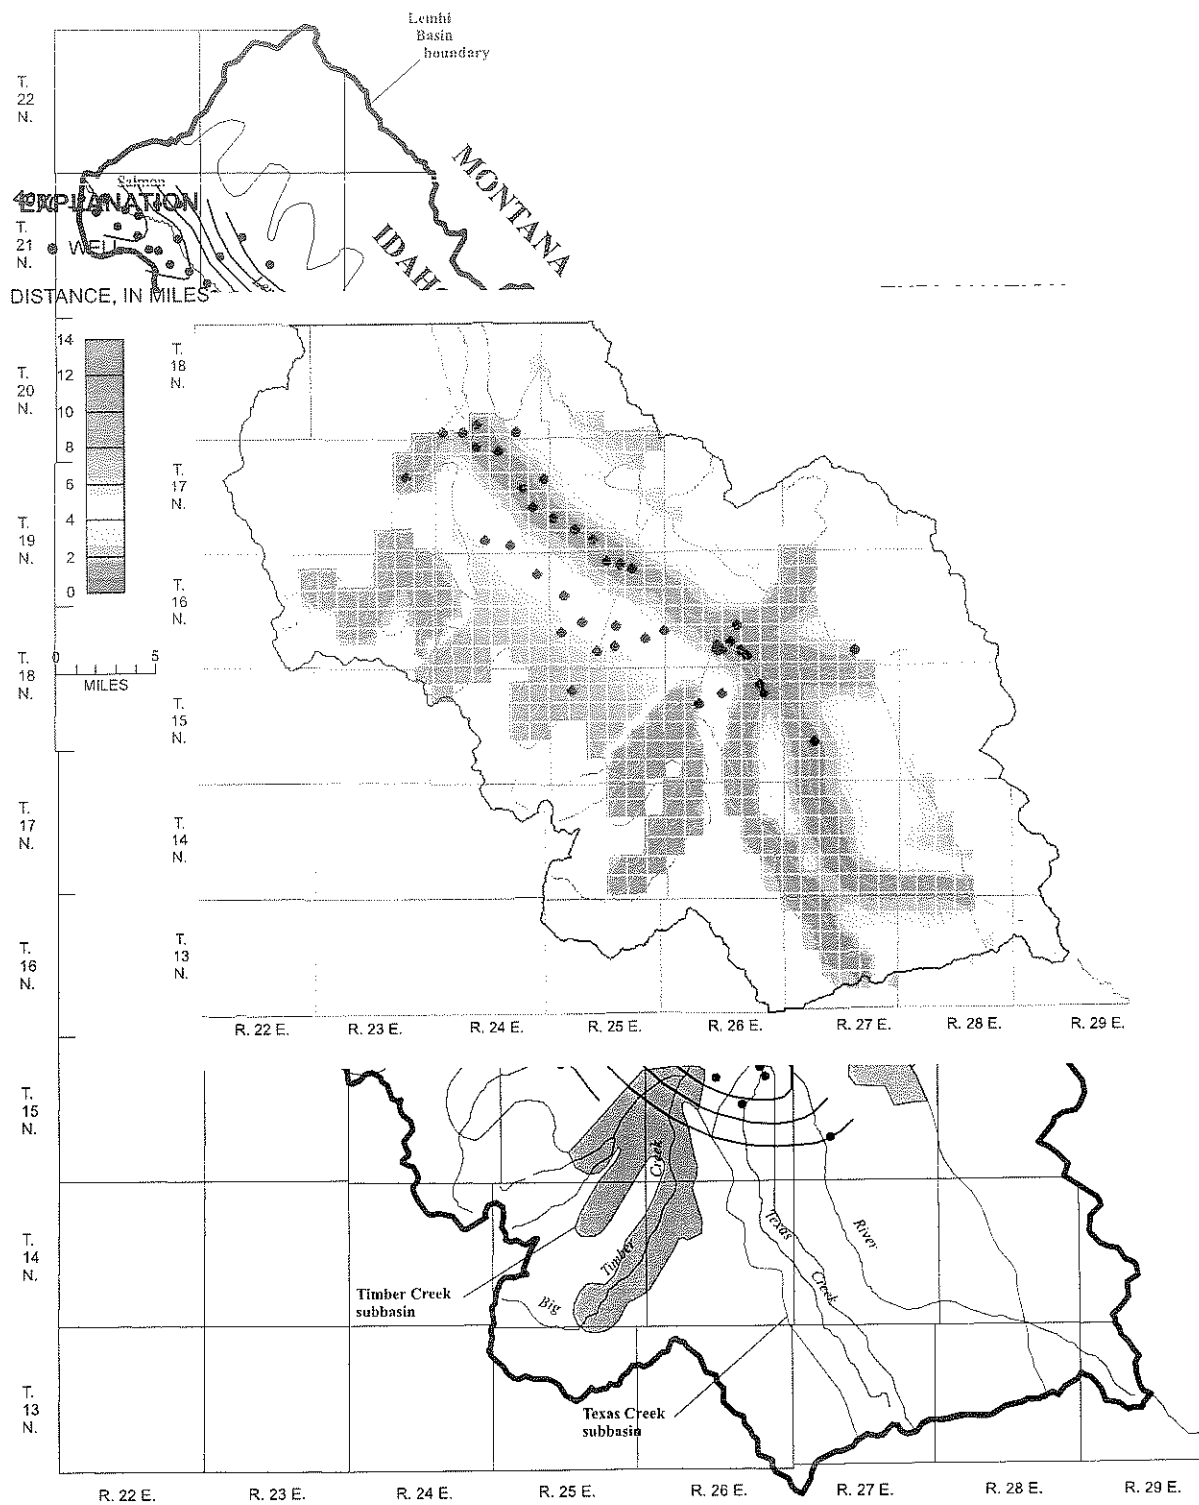 Lemhi
Basin
boundary
T.
22
N.
MONTANA
Salmon
EXPLANATION
T.
21
N.
WELL
DISTANCE, IN MILES
14
12
10
8
6
4
2
0
T.
20
N.
T.
19
N.
0 5
MILES
T.
18
N.
T.
17
N.
T.
16
N.
T.
18
N.
T.
17
N.
T.
16
N.
T.
15
N.
T.
14
N.
T.
13
N.
R. 22 E. R. 23 E. R. 24 E. R. 25 E. R. 26 E. R. 27 E. R. 28 E. R. 29 E.
T.
15
N.
T.
14
N.
T.
13
N.
Creek
Timber
Big
Texas
Creek
River
Timber Creek
subbasin
Texas Creek
subbasin
R. 22 E. R. 23 E. R. 24 E. R. 25 E. R. 26 E. R. 27 E. R. 28 E. R. 29 E.